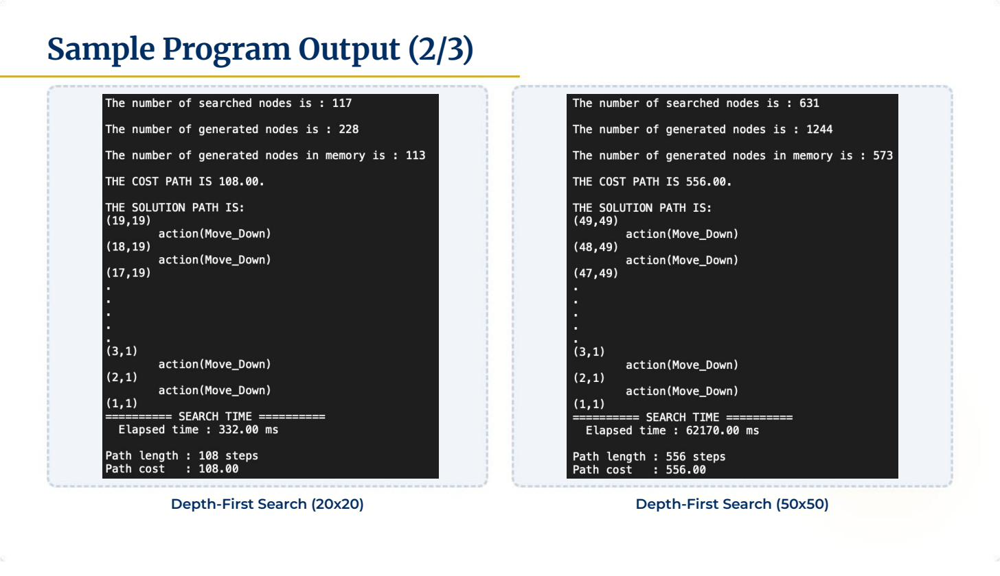 Sample Program Output (2/3)
The number of searched nodes is : 117
The number of generated nodes is : 228
The number of generated nodes in memory is : 113
THE COST PATH IS 108.00.
THE SOLUTION PATH IS:
(19,19)
action(Move_Down)
(18,19)
action(Move_Down)
(17,19)
.
.
.
.
.
(3,1)
action(Move_Down)
(2,1)
action(Move_Down)
(1,1)
========== SEARCH TIME ==========
Elapsed time : 332.00 ms
Path length : 108 steps
Path cost   : 108.00
Depth-First Search (20x20)
The number of searched nodes is : 631
The number of generated nodes is : 1244
The number of generated nodes in memory is : 573
THE COST PATH IS 556.00.
THE SOLUTION PATH IS:
(49,49)
action(Move_Down)
(48,49)
action(Move_Down)
(47,49)
.
.
.
.
.
(3,1)
action(Move_Down)
(2,1)
action(Move_Down)
(1,1)
========== SEARCH TIME ==========
Elapsed time : 62170.00 ms
Path length : 556 steps
Path cost   : 556.00
Depth-First Search (50x50)